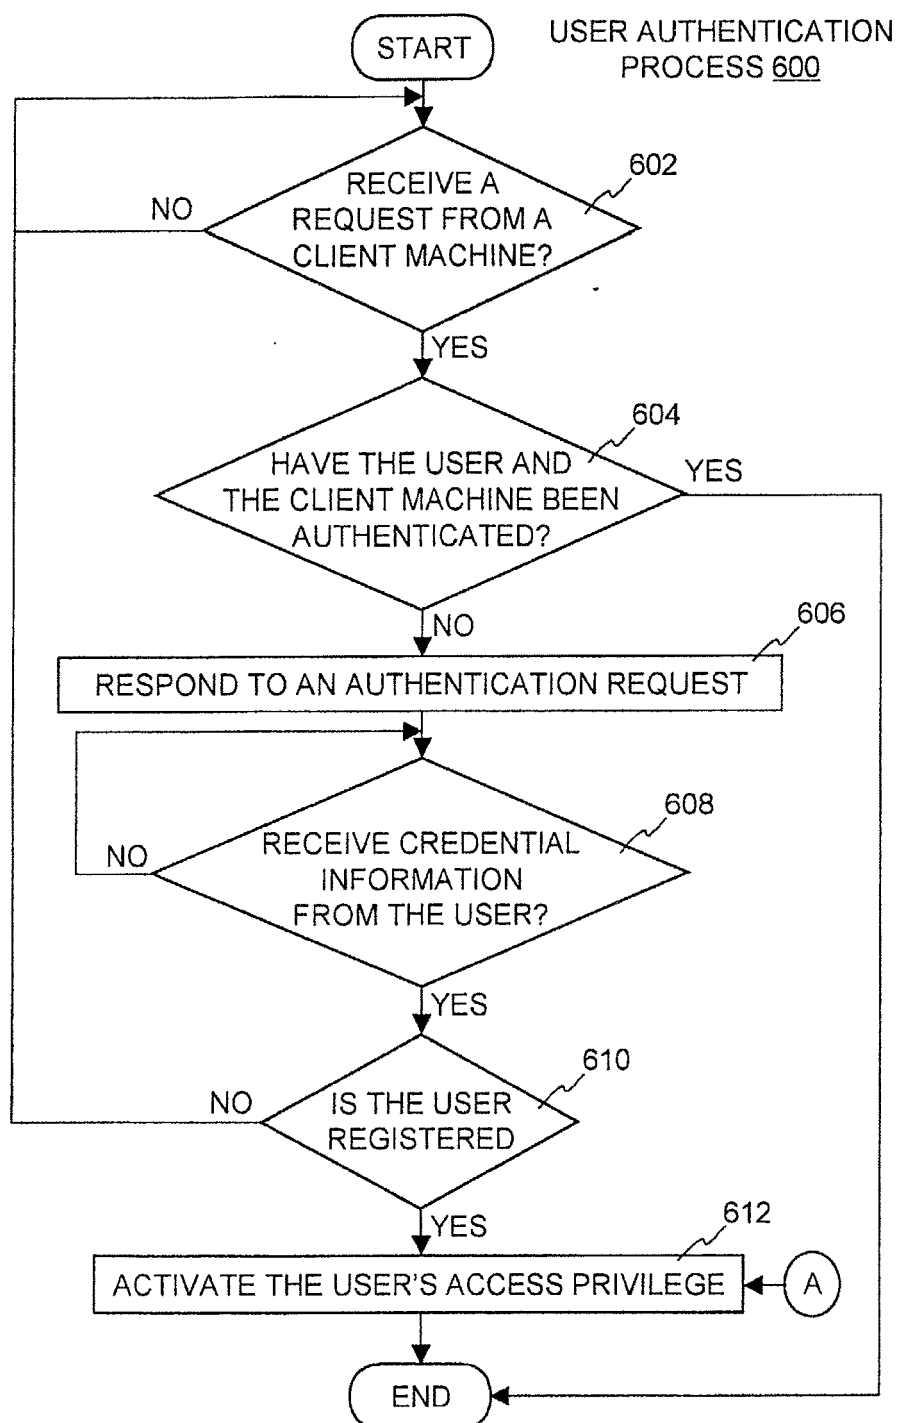 START
USER AUTHENTICATION
PROCESS 600
602
RECEIVE A
REQUEST FROM A
CLIENT MACHINE?
NO
YES
604
HAVE THE USER AND
THE CLIENT MACHINE BEEN
AUTHENTICATED?
YES
NO
606
RESPOND TO AN AUTHENTICATION REQUEST
608
RECEIVE CREDENTIAL
INFORMATION
FROM THE USER?
NO
YES
610
IS THE USER
REGISTERED
NO
YES
612
ACTIVATE THE USER'S ACCESS PRIVILEGE
A
END